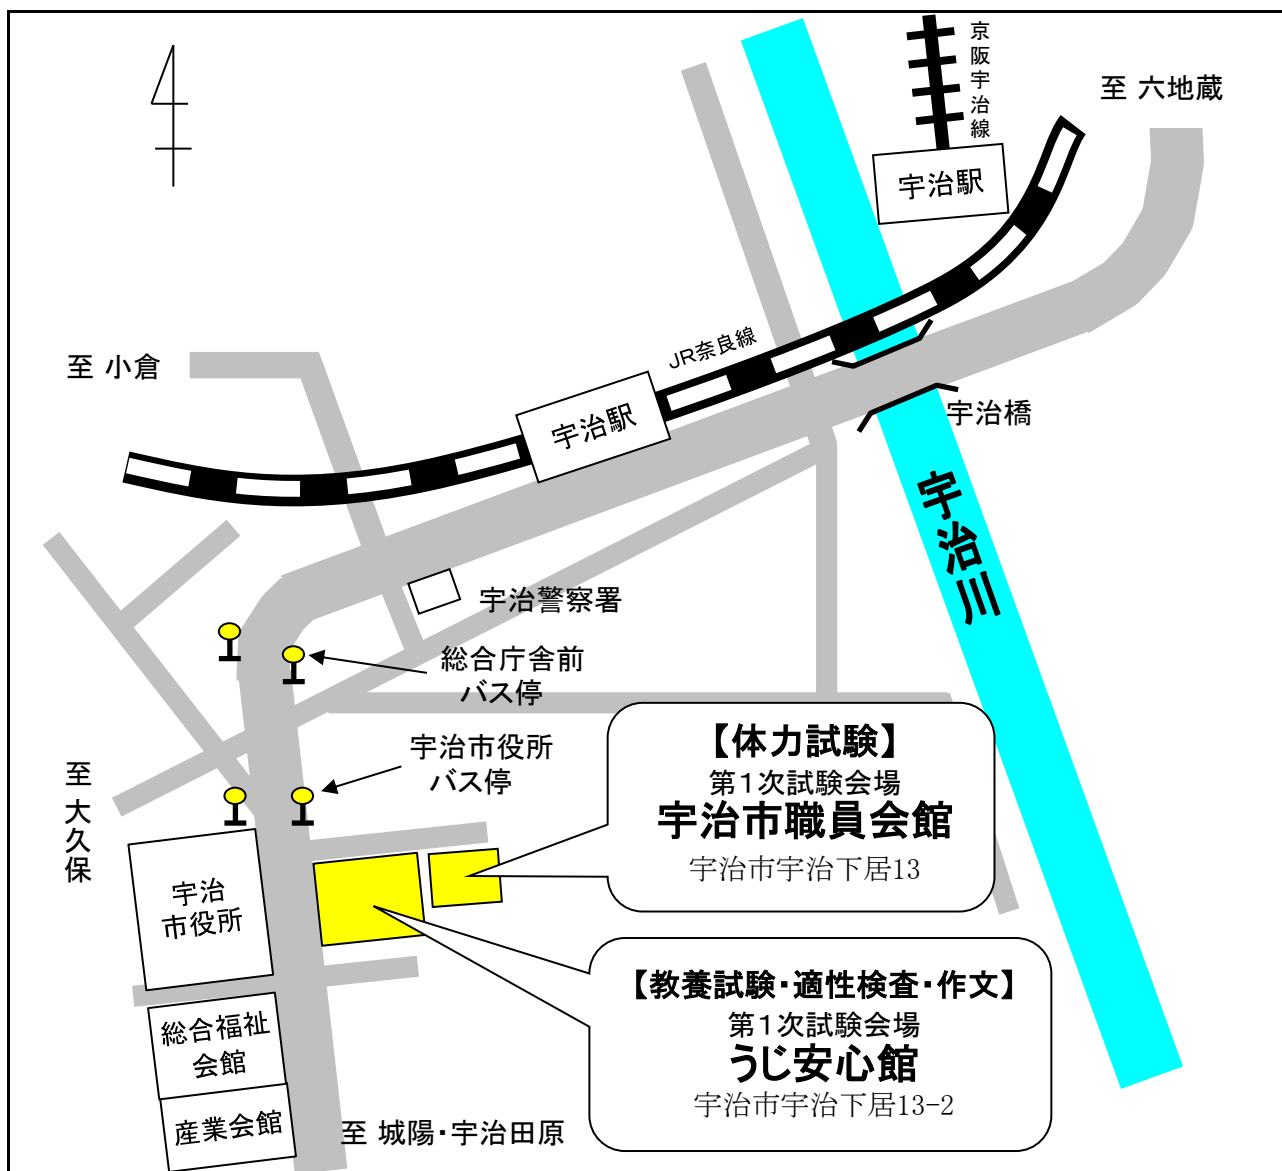 京阪宇治線
至 六地蔵
宇治駅
JR奈良線
至 小倉
宇治駅
宇治橋
宇治川
宇治警察署
総合庁舎前
バス停
宇治市役所
バス停
至 大久保
【体力試験】
第1次試験会場
宇治市職員会館
宇治市宇治下居13
宇治
市役所
【教養試験・適性検査・作文】
第1次試験会場
うじ安心館
宇治市宇治下居13-2
総合福祉
会館
産業会館
至 城陽・宇治田原